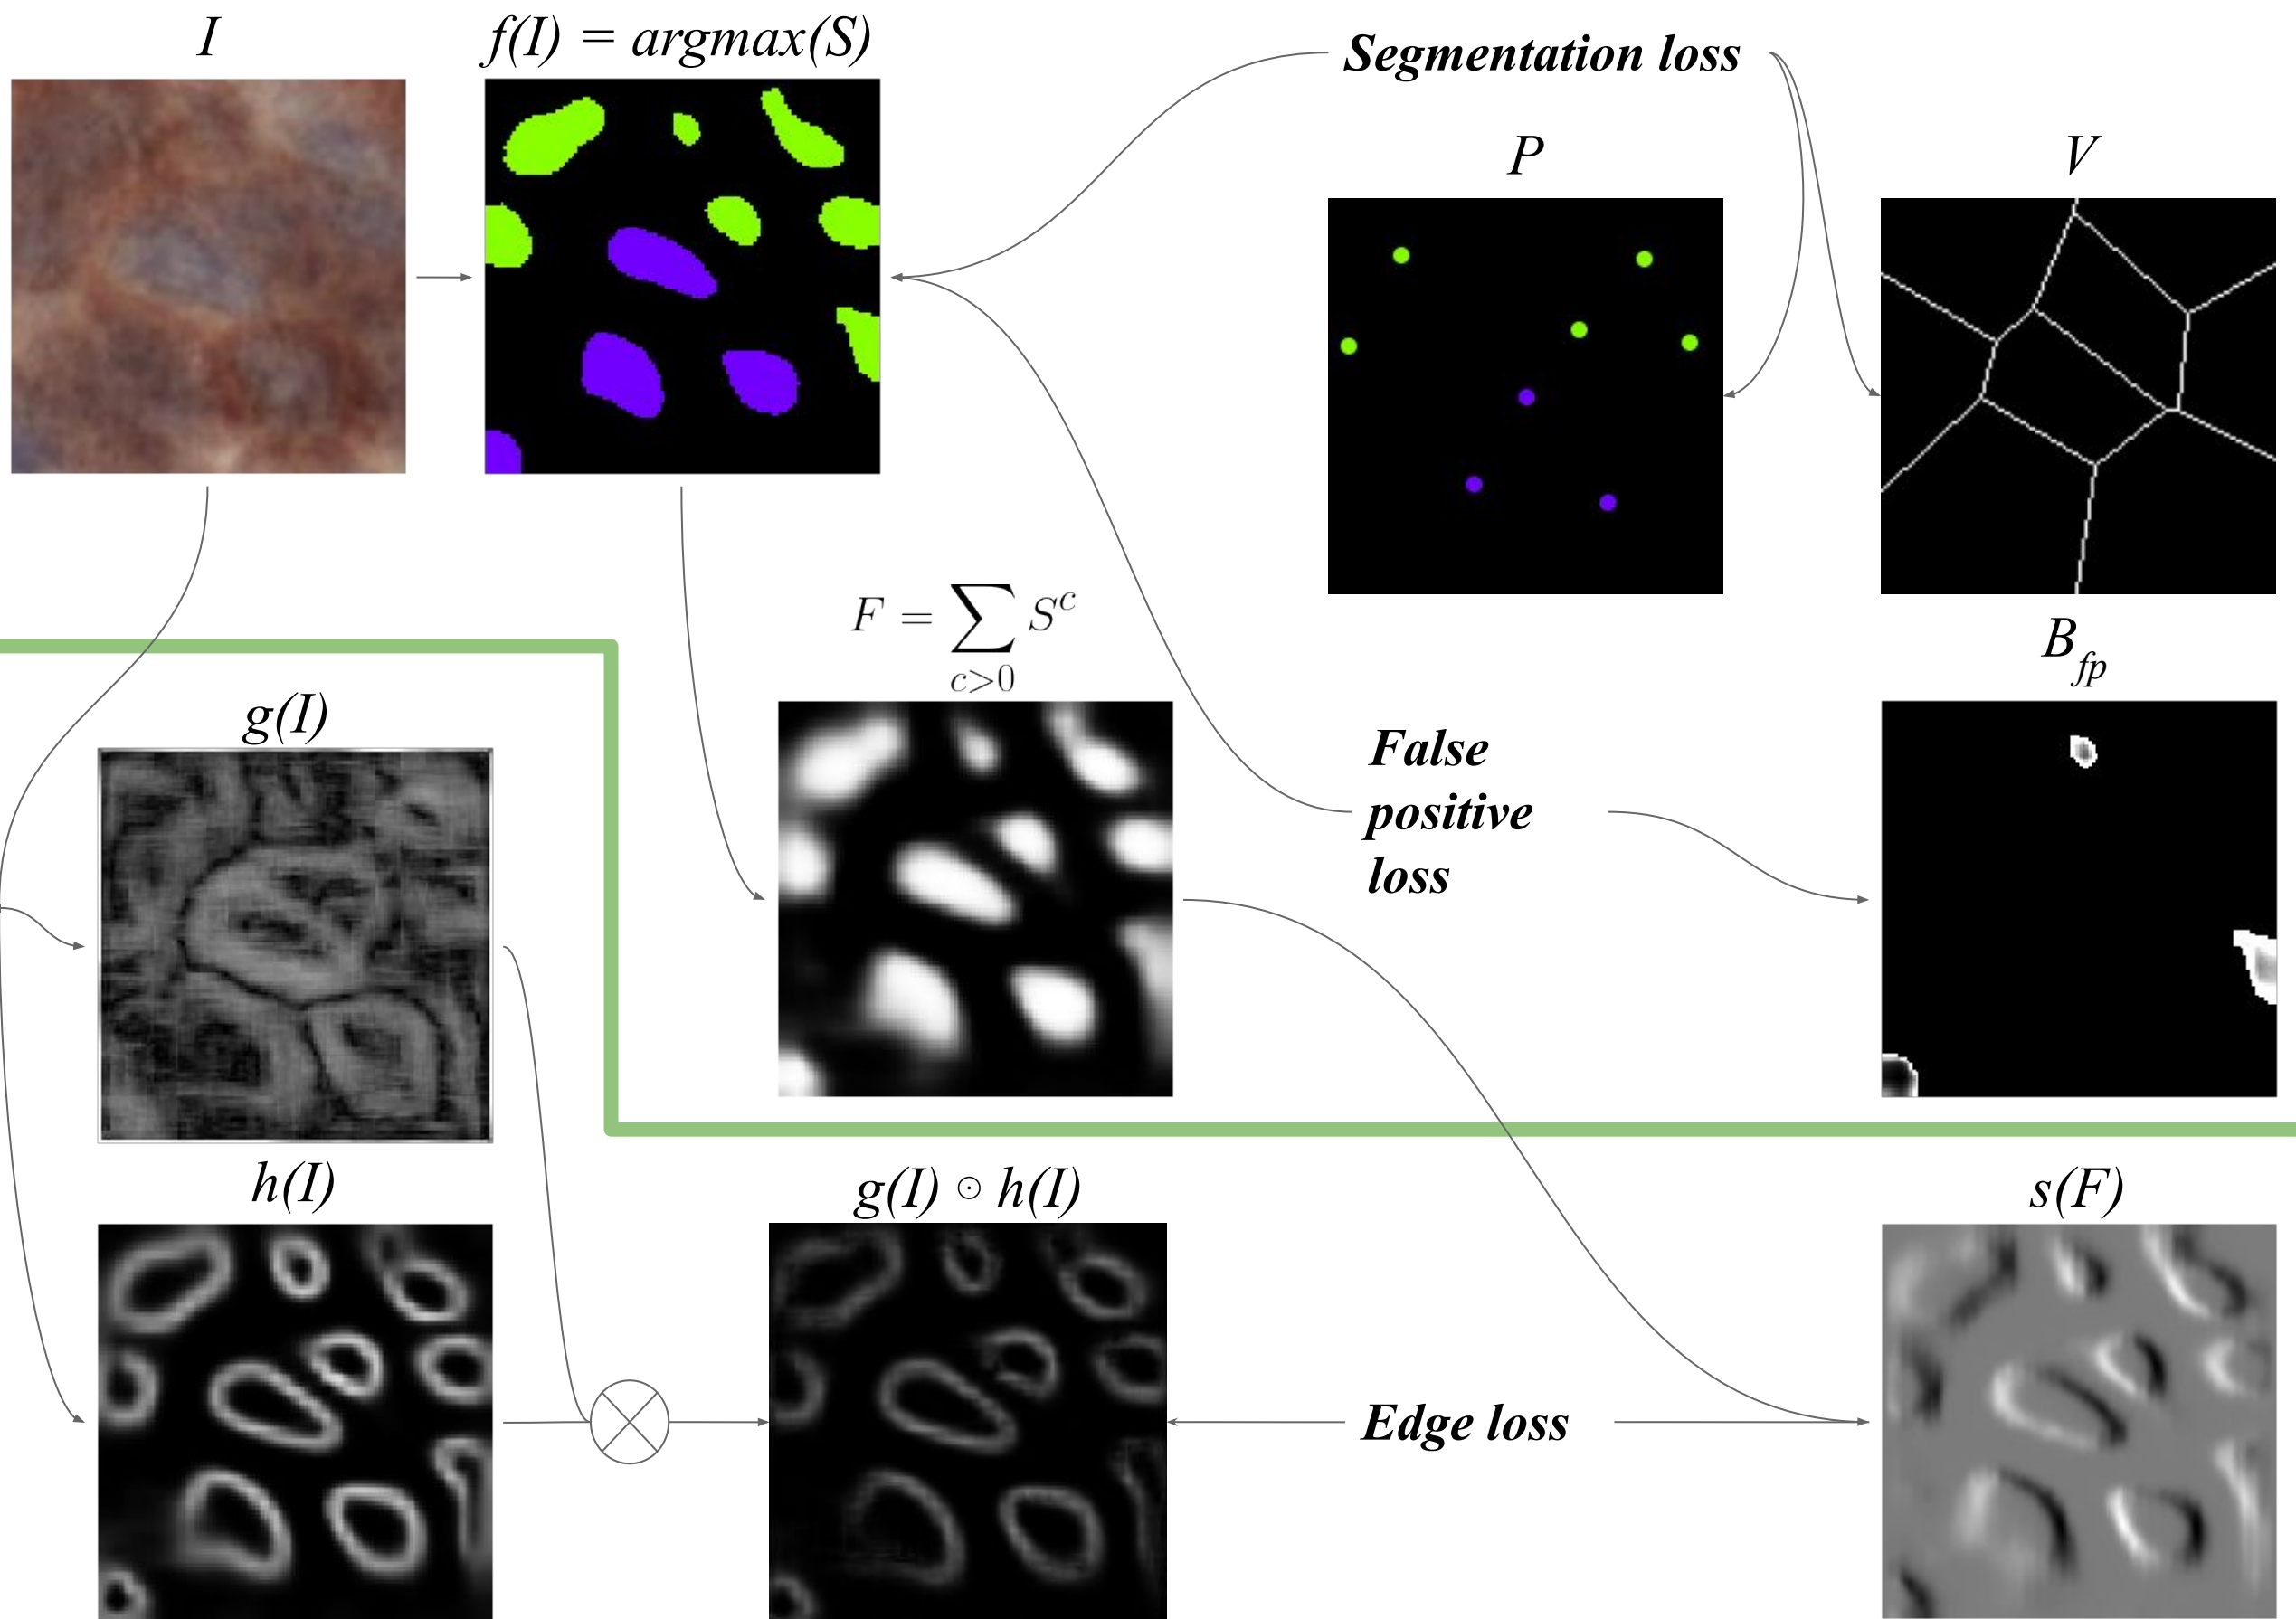 I
f(I) = argmax(S)
Segmentation loss
P
V
F = ∑ S^c
c>0
B_fp
g(I)
False
positive
loss
h(I)
g(I) ⊙ h(I)
s(F)
Edge loss